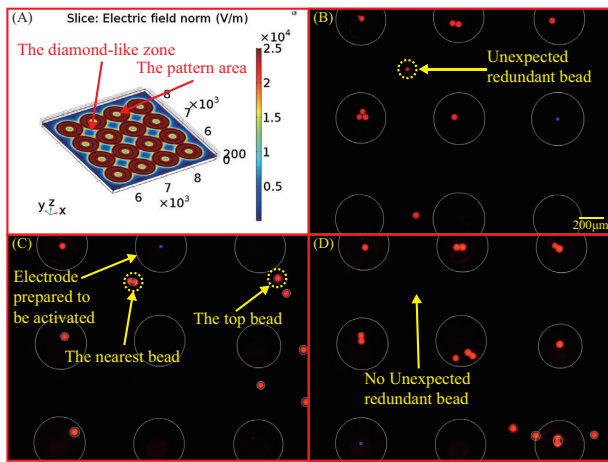 (A)
Slice: Electric field norm (V/m)
The diamond-like zone
The pattern area
×10⁴
2.5
2
1.5
1
0.5
8
7
×10³
6
200
0
8
7
×10³
6
y z x
(B)
Unexpected
redundant bead
200μm
(C)
Electrode
prepared to
be activated
The nearest bead
The top bead
(D)
No Unexpected
redundant bead